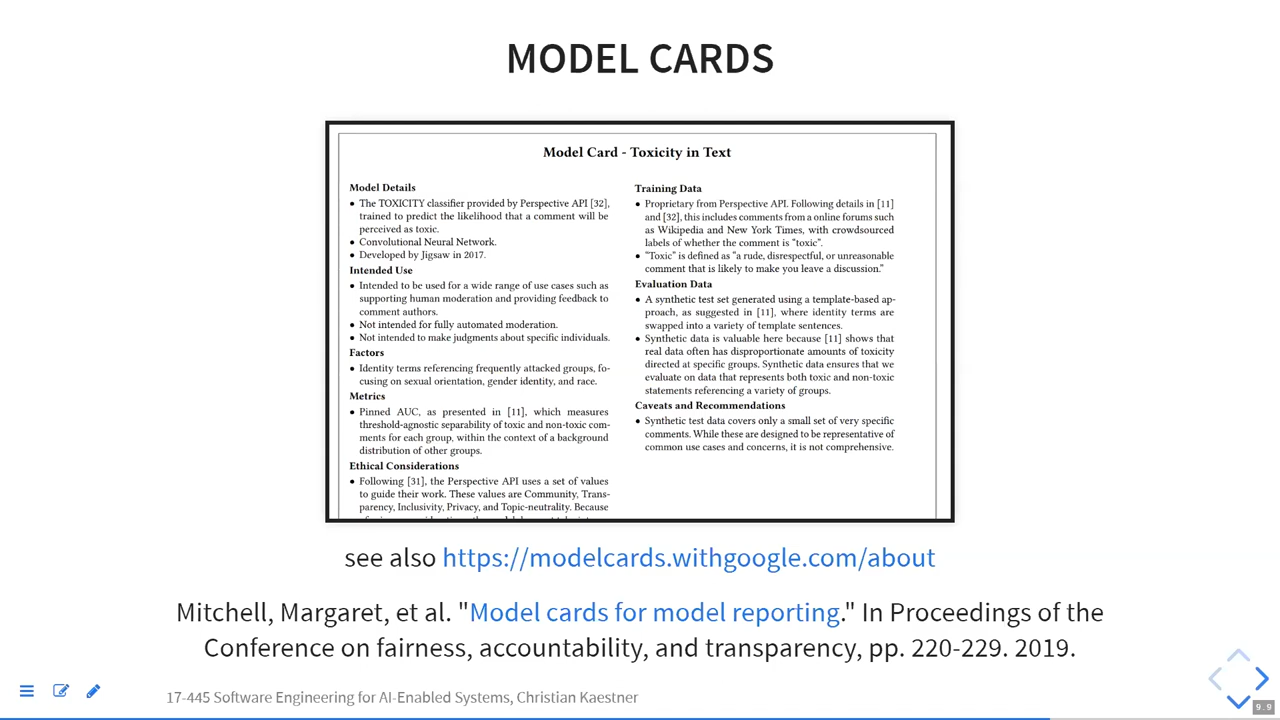 MODEL CARDS
Model Card - Toxicity in Text
Model Details
• The TOXICITY classifier provided by Perspective API [32],
trained to predict the likelihood that a comment will be
perceived as toxic.
• Convolutional Neural Network.
• Developed by Jigsaw in 2017.
Intended Use
• Intended to be used for a wide range of use cases such as
supporting human moderation and providing feedback to
comment authors.
• Not intended for fully automated moderation.
• Not intended to make judgments about specific individuals.
Factors
• Identity terms referencing frequently attacked groups, fo-
cusing on sexual orientation, gender identity, and race.
Metrics
• Pinned AUC, as presented in [11], which measures
threshold-agnostic separability of toxic and non-toxic com-
ments for each group, within the context of a background
distribution of other groups.
Ethical Considerations
• Following [31], the Perspective API uses a set of values
to guide their work. These values are Community, Trans-
parency, Inclusivity, Privacy, and Topic-neutrality. Because
Training Data
• Proprietary from Perspective API. Following details in [11]
and [32], this includes comments from a online forums such
as Wikipedia and New York Times, with crowdsourced
labels of whether the comment is "toxic".
• "Toxic" is defined as "a rude, disrespectful, or unreasonable
comment that is likely to make you leave a discussion."
Evaluation Data
• A synthetic test set generated using a template-based ap-
proach, as suggested in [11], where identity terms are
swapped into a variety of template sentences.
• Synthetic data is valuable here because [11] shows that
real data often has disproportionate amounts of toxicity
directed at specific groups. Synthetic data ensures that we
evaluate on data that represents both toxic and non-toxic
statements referencing a variety of groups.
Caveats and Recommendations
• Synthetic test data covers only a small set of very specific
comments. While these are designed to be representative of
common use cases and concerns, it is not comprehensive.
see also https://modelcards.withgoogle.com/about
Mitchell, Margaret, et al. "Model cards for model reporting." In Proceedings of the
Conference on fairness, accountability, and transparency, pp. 220-229. 2019.
17-445 Software Engineering for AI-Enabled Systems, Christian Kaestner
9.9